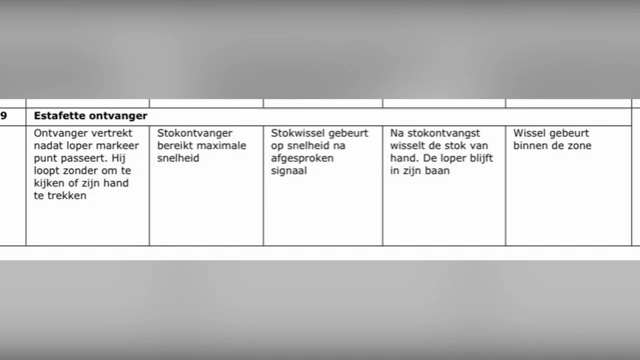 9 Estafette ontvanger
Ontvanger vertrekt
nadat loper markeer
punt passeert. Hij
loopt zonder om te
kijken of zijn hand
te trekken
Stokontvanger
bereikt maximale
snelheid
Stokwissel gebeurt
op snelheid na
afgesproken
signaal
Na stokontvangst
wisselt de stok van
hand. De loper blijft
in zijn baan
Wissel gebeurt
binnen de zone